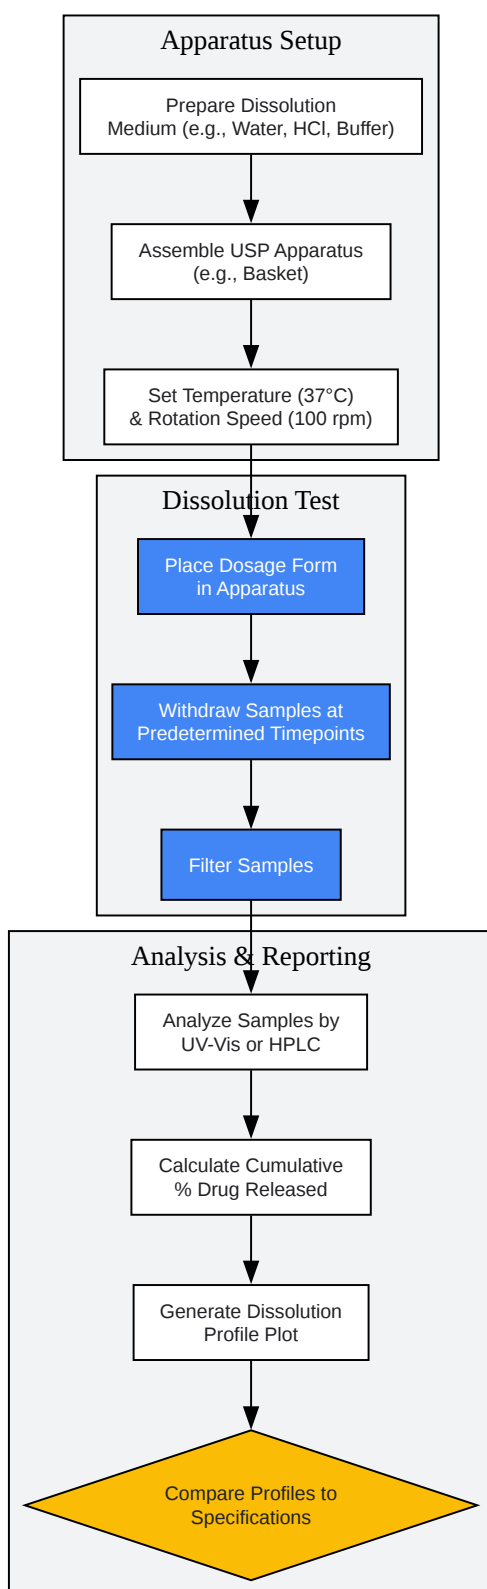 Apparatus Setup
Prepare Dissolution
Medium (e.g., Water, HCl, Buffer)
Assemble USP Apparatus
(e.g., Basket)
Set Temperature (37°C)
& Rotation Speed (100 rpm)
Dissolution Test
Place Dosage Form
in Apparatus
Withdraw Samples at
Predetermined Timepoints
Filter Samples
Analysis & Reporting
Analyze Samples by
UV-Vis or HPLC
Calculate Cumulative
% Drug Released
Generate Dissolution
Profile Plot
Compare Profiles to
Specifications